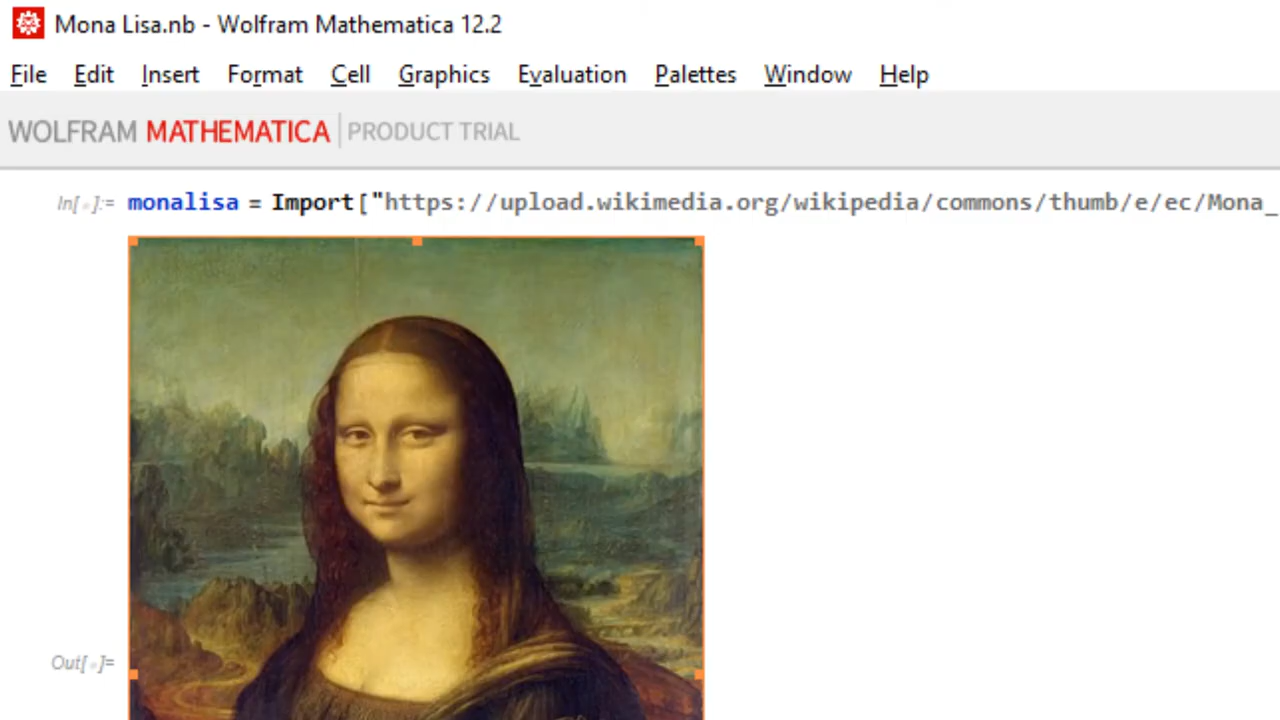 Mona Lisa.nb - Wolfram Mathematica 12.2
File Edit Insert Format Cell Graphics Evaluation Palettes Window Help
WOLFRAM MATHEMATICA PRODUCT TRIAL
In[ ]:= monalisa = Import["https://upload.wikimedia.org/wikipedia/commons/thumb/e/ec/Mona_
Out[ ]=